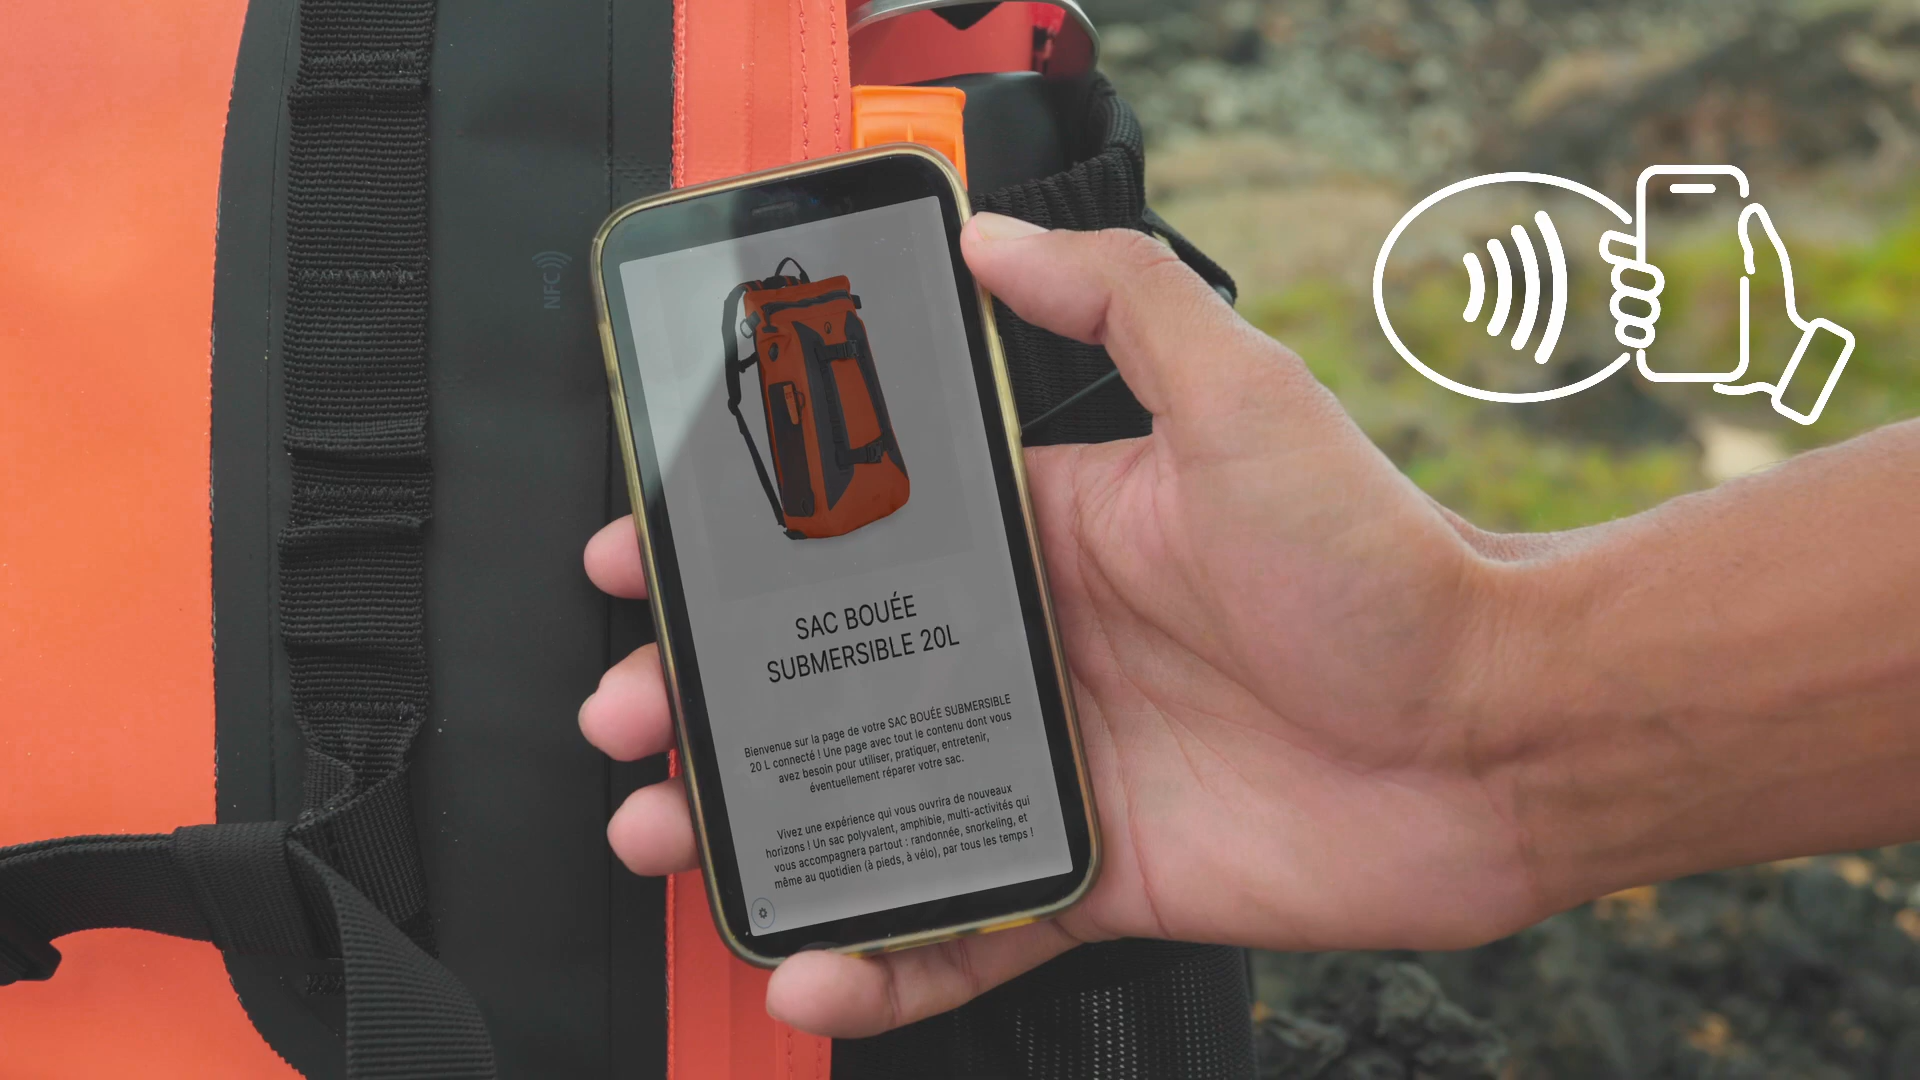 NFC
SAC BOUÉE
SUBMERSIBLE 20L
Bienvenue sur la page de votre SAC BOUÉE SUBMERSIBLE
20 L connecté ! Une page avec tout le contenu dont vous
avez besoin pour utiliser, pratiquer, entretenir,
éventuellement réparer votre sac.
Vivez une expérience qui vous ouvrira de nouveaux
horizons ! Un sac polyvalent, amphibie, multi-activités qui
vous accompagnera partout : randonnée, snorkeling, et
même au quotidien (à pieds, à vélo), par tous les temps !